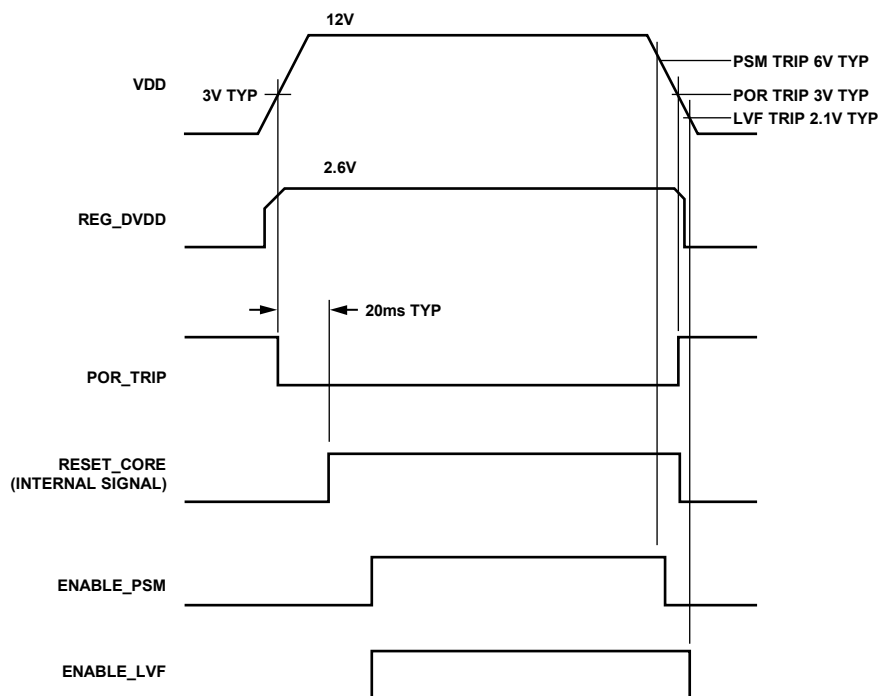 12V
VDD
3V TYP
PSM TRIP 6V TYP
POR TRIP 3V TYP
LVF TRIP 2.1V TYP
2.6V
REG_DVDD
20ms TYP
POR_TRIP
RESET_CORE
(INTERNAL SIGNAL)
ENABLE_PSM
ENABLE_LVF